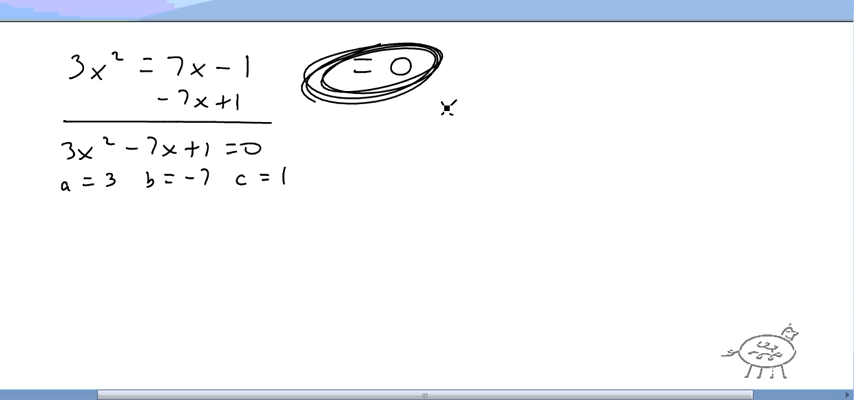 3x² = 7x - 1
= 0
- 7x + 1
3x² - 7x + 1 = 0
a = 3 b = -7 c = 1